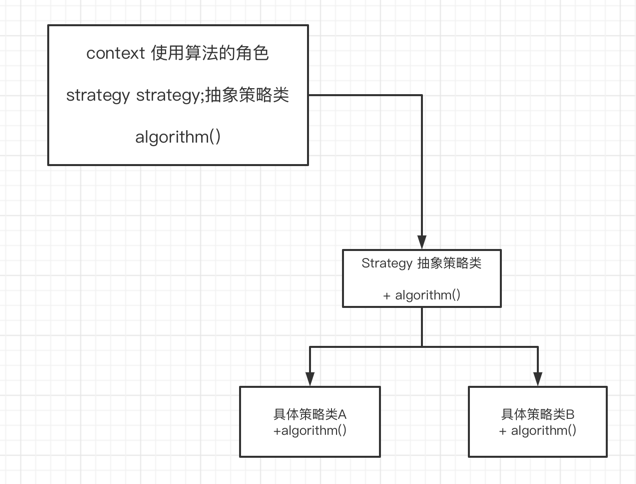 context 使用算法的角色
strategy strategy;抽象策略类
algorithm()
Strategy 抽象策略类
+ algorithm()
具体策略类A
+algorithm()
具体策略类B
+ algorithm()